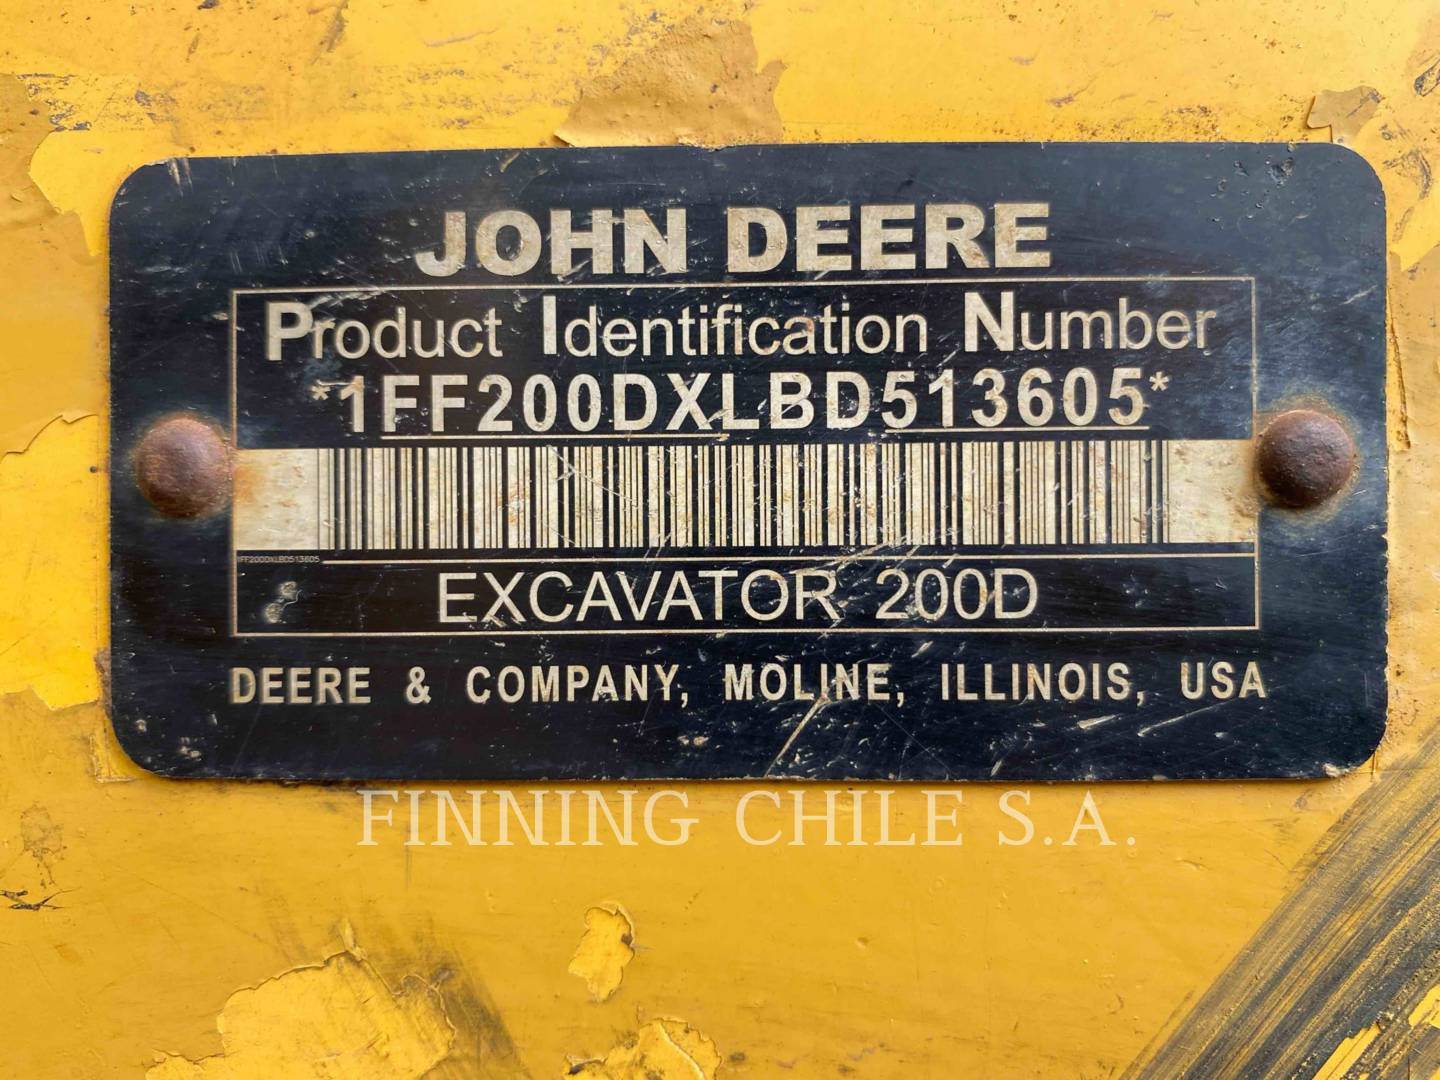 JOHN DEERE
Product Identification Number
*1FF200DXLBD513605*
1FF200DXLBD513605
EXCAVATOR 200D
DEERE & COMPANY, MOLINE, ILLINOIS, USA
FINNING CHILE S.A.